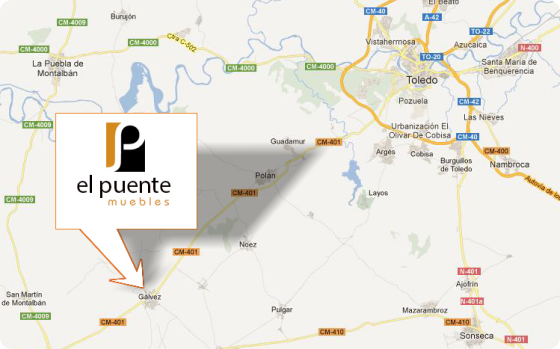 El Beato
CM-40
A-42
Burujón
TO-22
CM-4000
Ctra C-502
CM-4000
Vistahermosa
Azucaica
N-400
TO-20
La Puebla de
Montalbán
CM-4000
CM-4000
Santa María de
Benquerencia
Toledo
Pozuela
CM-42
Las Nieves
CM-4009
Urbanización El
Olivar De Cobisa
CM-40
Guadamur
CM-401
Argés
Cobisa
CM-400
Burguillos
de Toledo
Nambroca
Polán
el puente
muebles
CM-401
Layos
CM-4009
Autovía de los
Noez
CM-401
N-401
Ajofrín
San Martín
de Montalbán
Gálvez
N-401a
Pulgar
Mazarambroz
CM-4009
CM-401
CM-410
CM-410
Sonseca
N-401